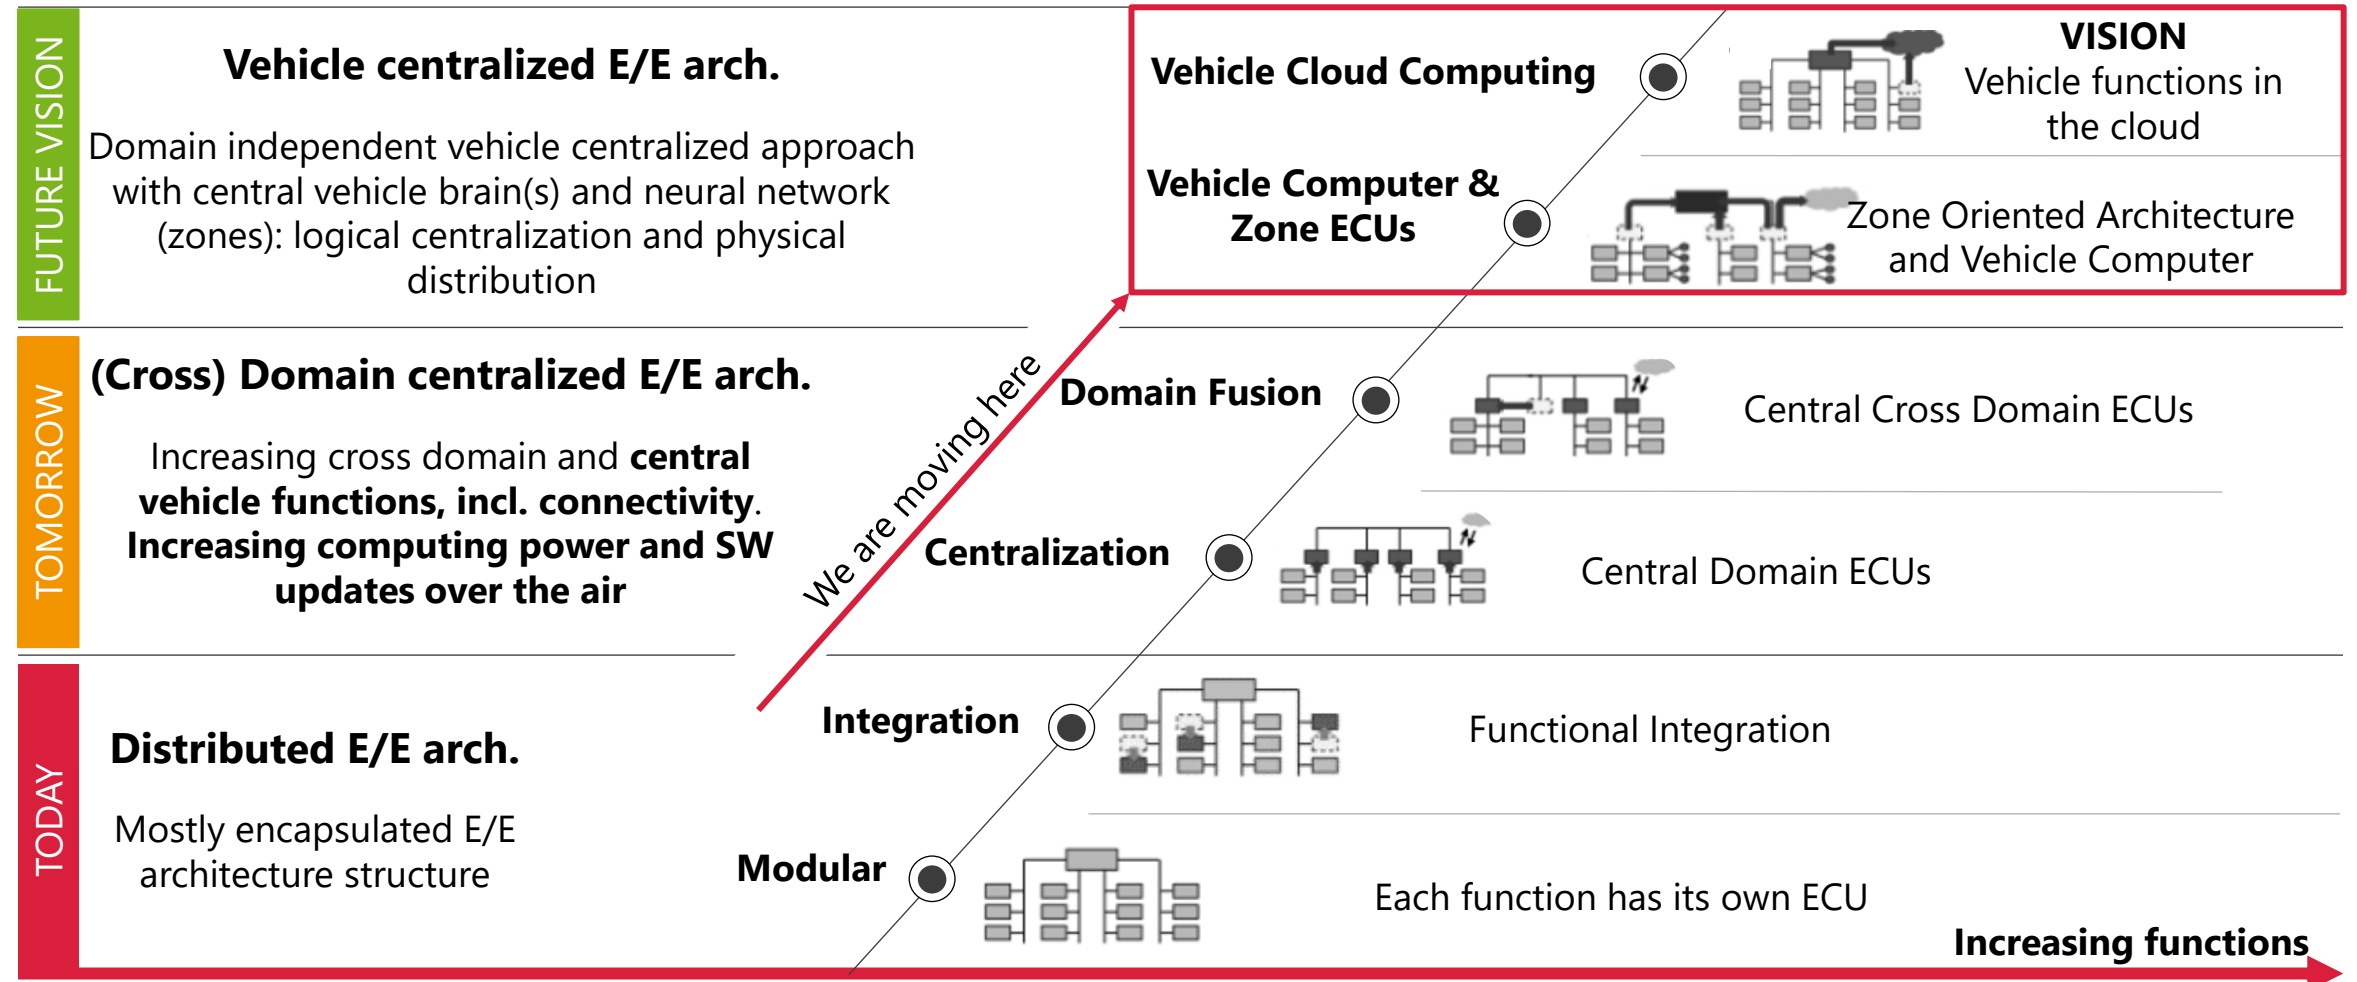 FUTURE VISION
Vehicle centralized E/E arch.
Domain independent vehicle centralized approach
with central vehicle brain(s) and neural network
(zones): logical centralization and physical
distribution
Vehicle Cloud Computing
VISION
Vehicle functions in
the cloud
Vehicle Computer &
Zone ECUs
Zone Oriented Architecture
and Vehicle Computer
TOMORROW
(Cross) Domain centralized E/E arch.
Increasing cross domain and central
vehicle functions, incl. connectivity.
Increasing computing power and SW
updates over the air
We are moving here
Domain Fusion
Central Cross Domain ECUs
Centralization
Central Domain ECUs
TODAY
Distributed E/E arch.
Mostly encapsulated E/E
architecture structure
Integration
Functional Integration
Modular
Each function has its own ECU
Increasing functions